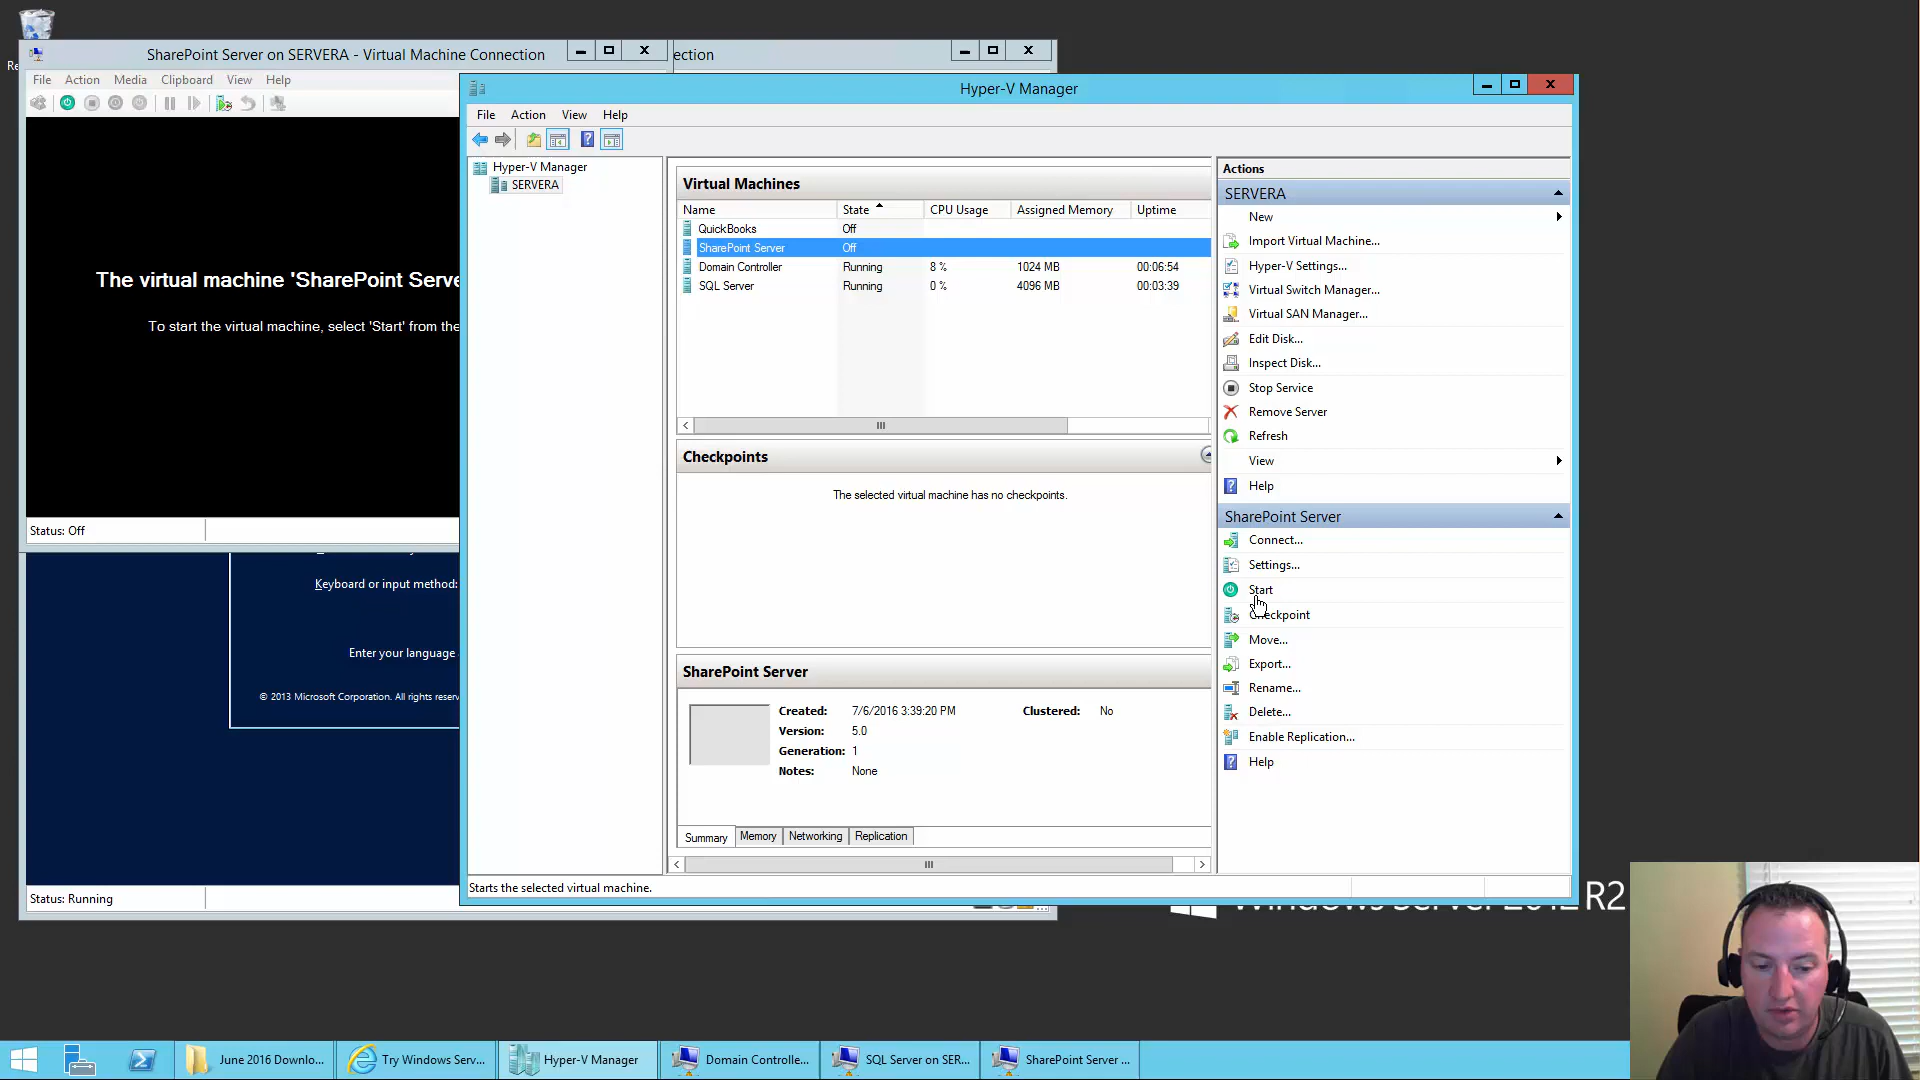 SharePoint Server on SERVERA - Virtual Machine Connection
ection
File Action Media Clipboard View Help
The virtual machine 'SharePoint Serve
To start the virtual machine, select 'Start' from the
Status: Off
Keyboard or input method:
Enter your language
© 2013 Microsoft Corporation. All rights reserv
Status: Running
Hyper-V Manager
File Action View Help
Hyper-V Manager
SERVERA
Virtual Machines
Name State CPU Usage Assigned Memory Uptime
QuickBooks Off
SharePoint Server Off
Domain Controller Running 8 % 1024 MB 00:06:54
SQL Server Running 0 % 4096 MB 00:03:39
Checkpoints
The selected virtual machine has no checkpoints.
SharePoint Server
Created: 7/6/2016 3:39:20 PM Clustered: No
Version: 5.0
Generation: 1
Notes: None
Summary Memory Networking Replication
Starts the selected virtual machine.
Actions
SERVERA
New
Import Virtual Machine...
Hyper-V Settings...
Virtual Switch Manager...
Virtual SAN Manager...
Edit Disk...
Inspect Disk...
Stop Service
Remove Server
Refresh
View
Help
SharePoint Server
Connect...
Settings...
Start
Checkpoint
Move...
Export...
Rename...
Delete...
Enable Replication...
Help
R2
June 2016 Downlo...
Try Windows Serv...
Hyper-V Manager
Domain Controlle...
SQL Server on SER...
SharePoint Server ...